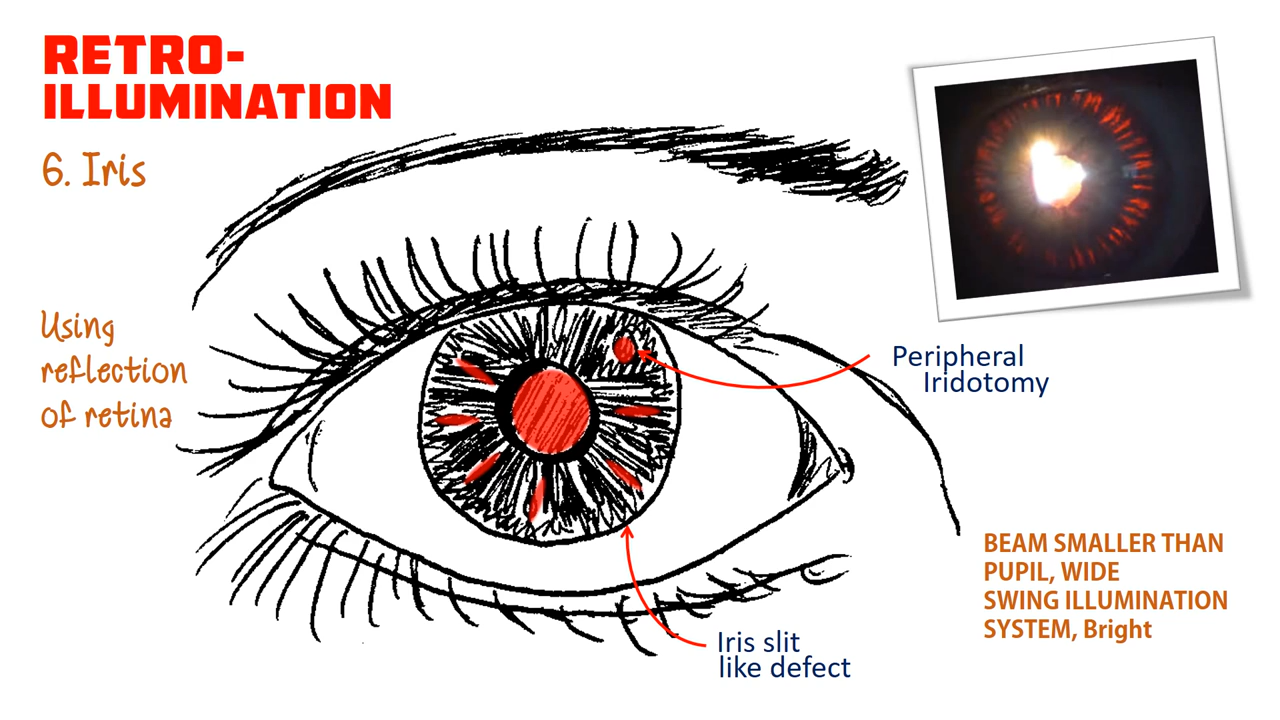 RETRO-
ILLUMINATION
6. Iris
Using
reflection
of retina
Peripheral
Iridotomy
BEAM SMALLER THAN
PUPIL, WIDE
SWING ILLUMINATION
SYSTEM, Bright
Iris slit
like defect